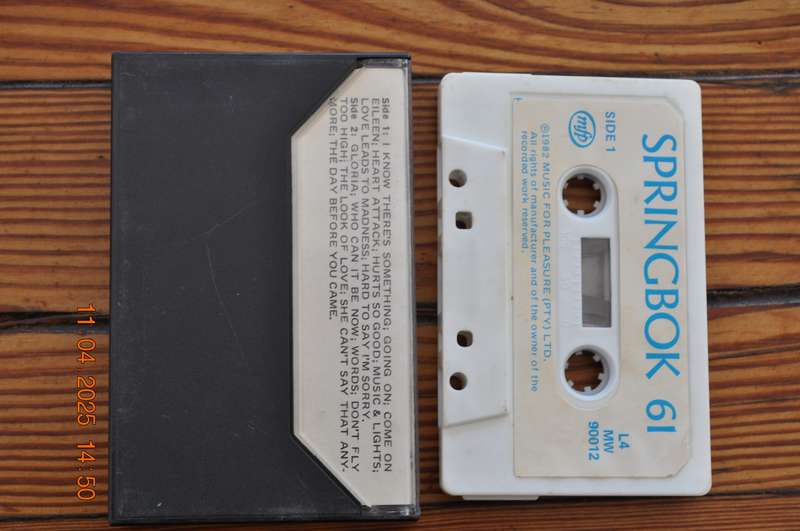 Side 1: I KNOW THERE'S SOMETHING; GOING ON; COME ON
EILEEN; HEART ATTACK; HURTS SO GOOD; MUSIC & LIGHTS;
LOVE LEADS TO MADNESS; HARD TO SAY I'M SORRY.
Side 2: GLORIA; WHO CAN IT BE NOW; WORDS; DON'T FLY
TOO HIGH; THE LOOK OF LOVE; SHE CAN'T SAY THAT ANY-
MORE; THE DAY BEFORE YOU CAME.
SPRINGBOK 61
SIDE 1
mfp
L4
MW
90012
℗1982 MUSIC FOR PLEASURE (PTY) LTD.
All rights of manufacturer and of the owner of the
recorded work reserved.
11.04.2025 14:50